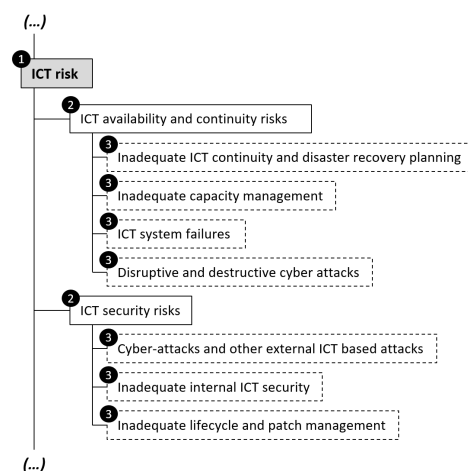 (...)
1
ICT risk
2
ICT availability and continuity risks
3
Inadequate ICT continuity and disaster recovery planning
3
Inadequate capacity management
3
ICT system failures
3
Disruptive and destructive cyber attacks
2
ICT security risks
3
Cyber-attacks and other external ICT based attacks
3
Inadequate internal ICT security
3
Inadequate lifecycle and patch management
(...)